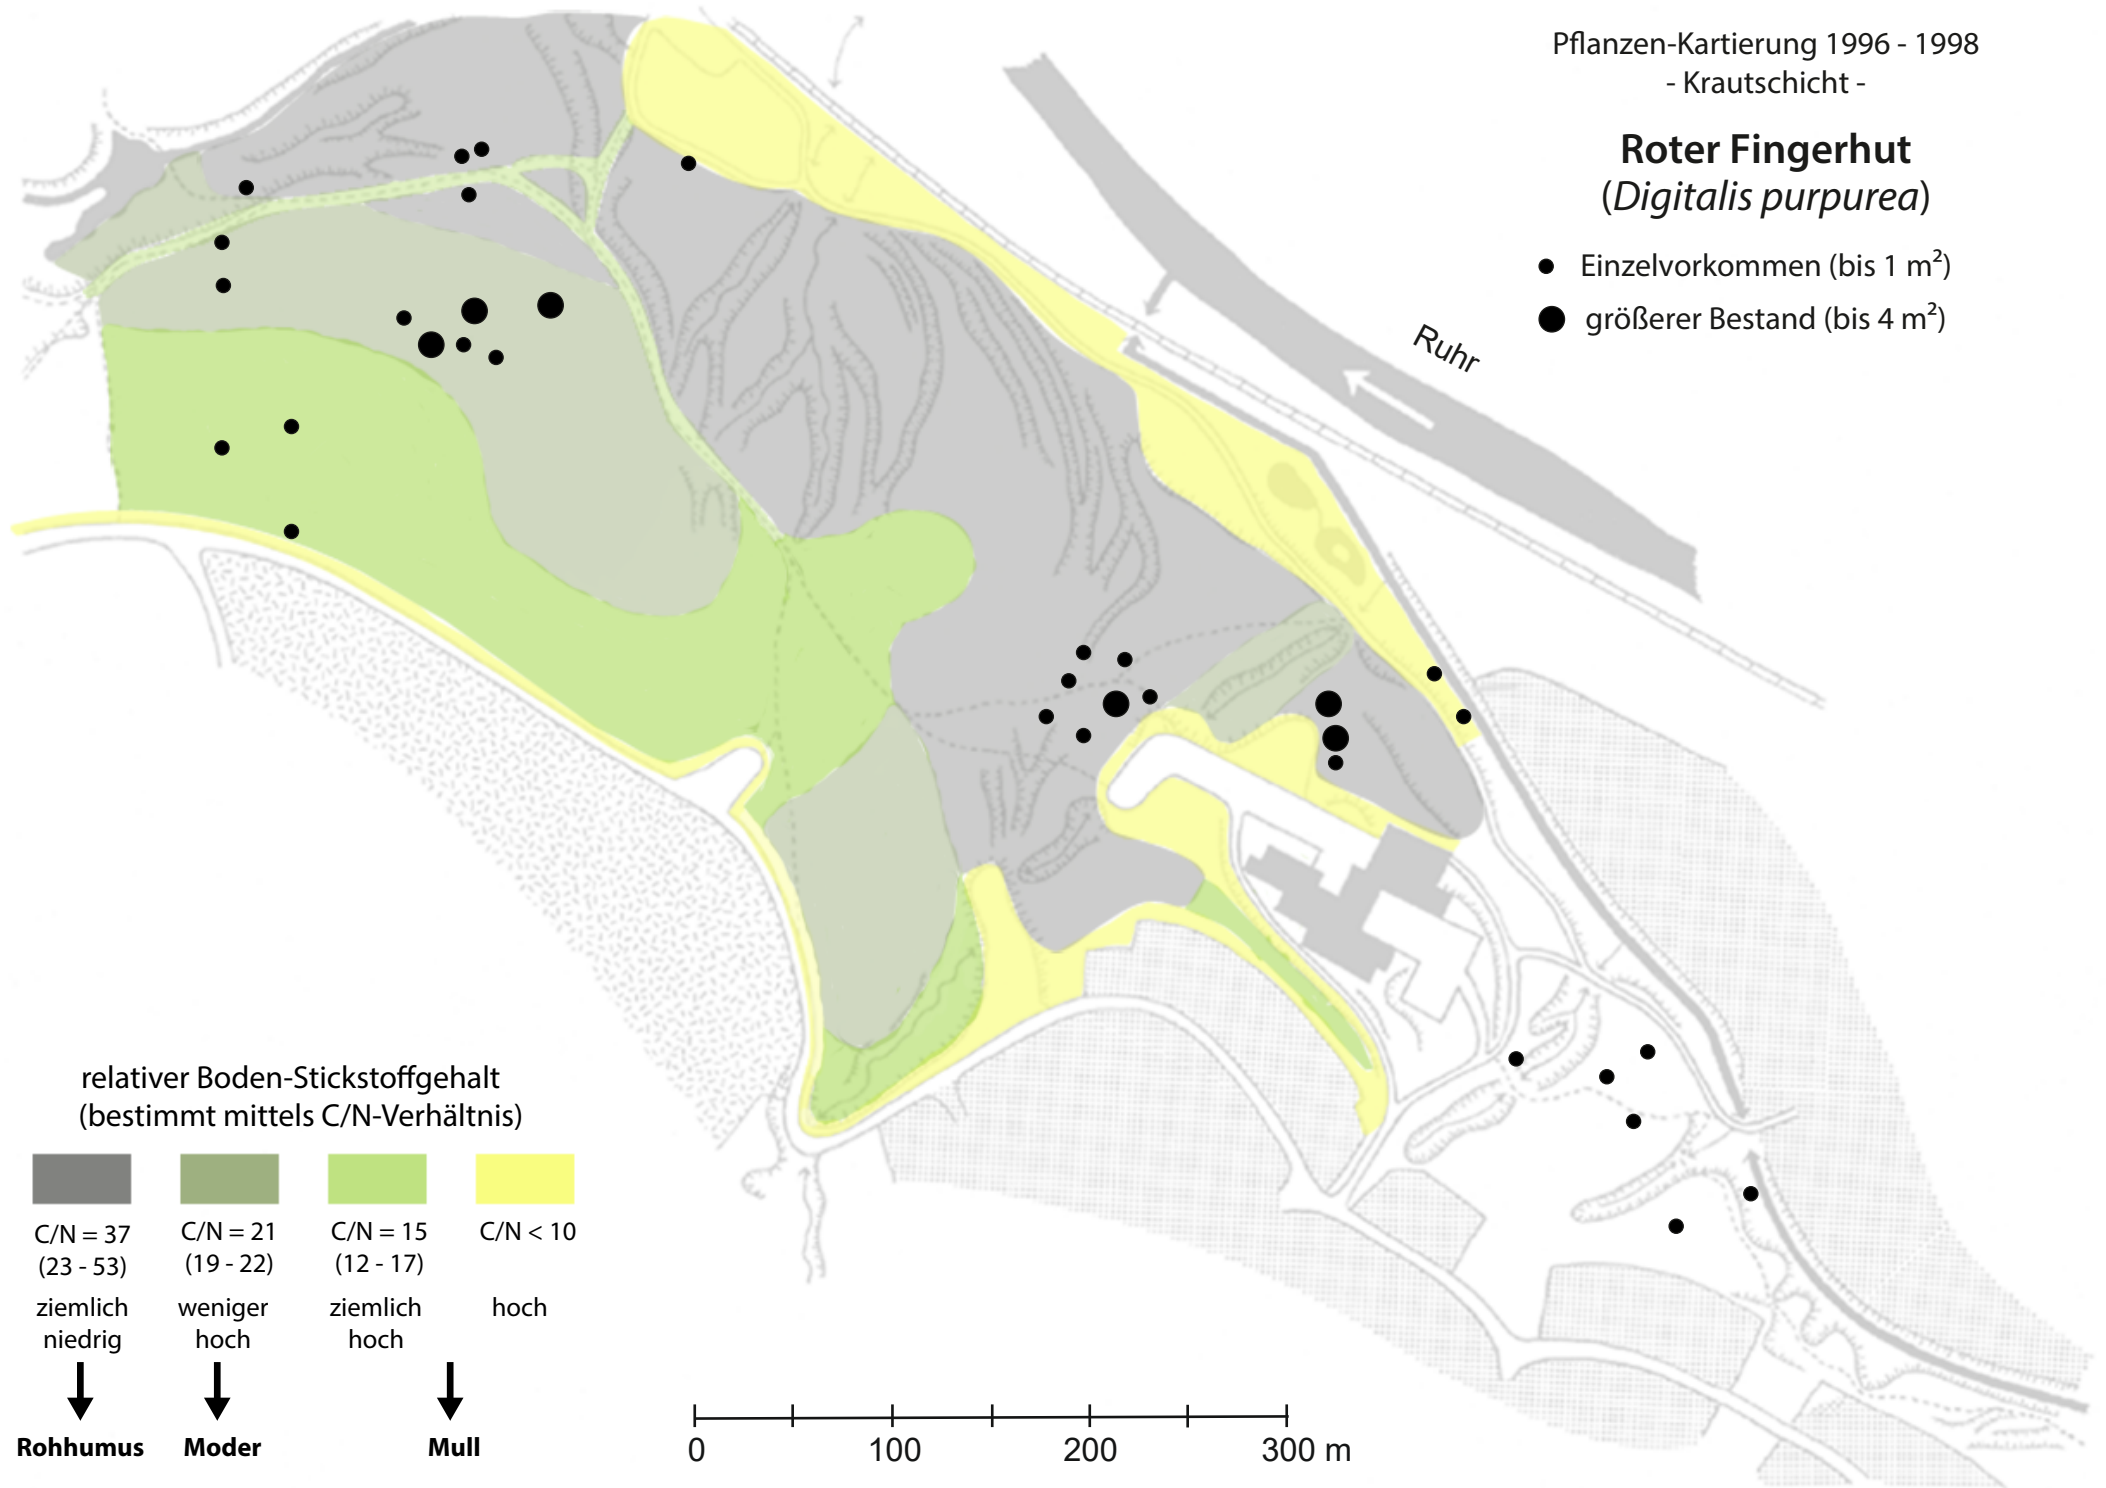 Pflanzen-Kartierung 1996 - 1998
- Krautschicht -
Roter Fingerhut
(Digitalis purpurea)
Einzelvorkommen (bis 1 m²)
größerer Bestand (bis 4 m²)
Ruhr
relativer Boden-Stickstoffgehalt
(bestimmt mittels C/N-Verhältnis)
C/N = 37 C/N = 21 C/N = 15 C/N < 10
(23 - 53) (19 - 22) (12 - 17)
ziemlich weniger ziemlich hoch
niedrig hoch hoch
Rohhumus Moder Mull
0 100 200 300 m